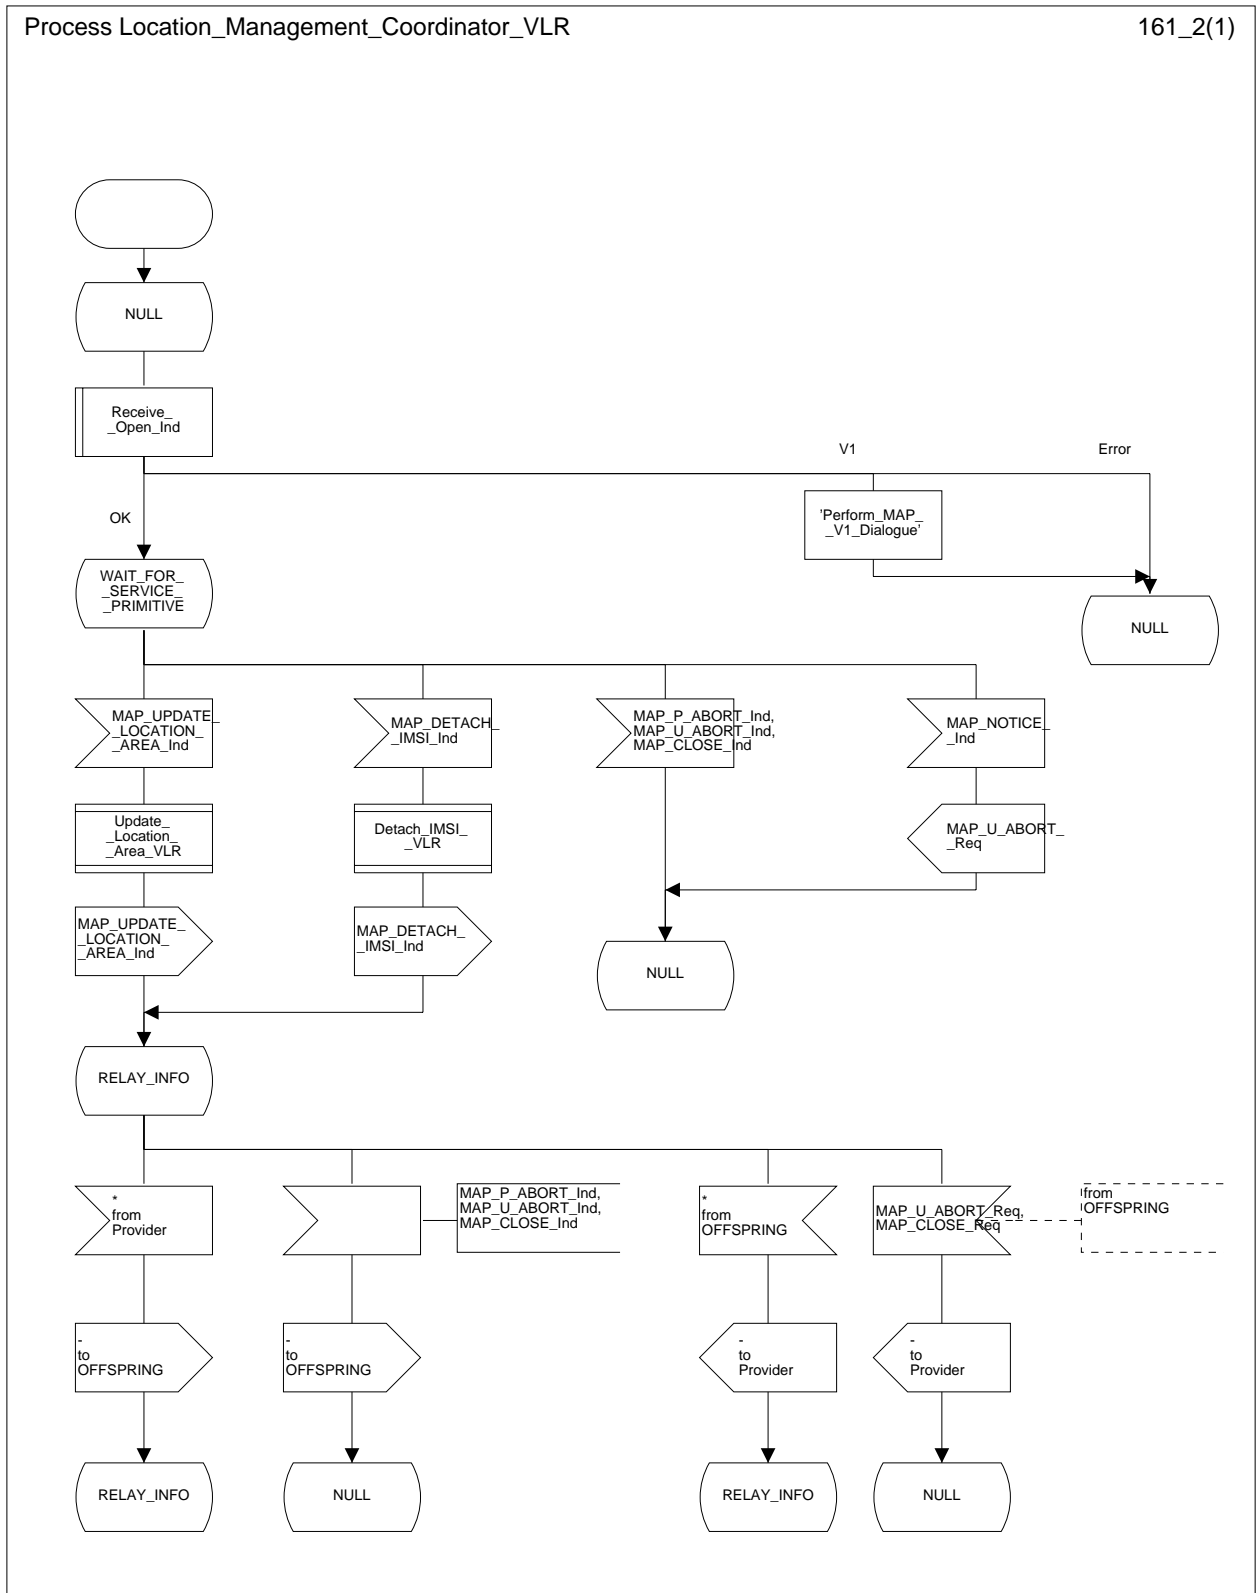 Process Location_Management_Coordinator_VLR
161_2(1)
NULL
Receive_
_Open_Ind
V1
Error
OK
'Perform_MAP_
_V1_Dialogue'
WAIT_FOR_
_SERVICE_
_PRIMITIVE
NULL
MAP_UPDATE_
_LOCATION_
_AREA_Ind
MAP_DETACH_
_IMSI_Ind
MAP_P_ABORT_Ind,
MAP_U_ABORT_Ind,
MAP_CLOSE_Ind
MAP_NOTICE_
_Ind
Update_
_Location_
_Area_VLR
Detach_IMSI_
_VLR
MAP_U_ABORT_
_Req
MAP_UPDATE_
_LOCATION_
_AREA_Ind
MAP_DETACH_
_IMSI_Ind
NULL
RELAY_INFO
*
from
Provider
MAP_P_ABORT_Ind,
MAP_U_ABORT_Ind,
MAP_CLOSE_Ind
*
from
OFFSPRING
MAP_U_ABORT_Req,
MAP_CLOSE_Req
from
OFFSPRING
-
to
OFFSPRING
-
to
OFFSPRING
-
to
Provider
-
to
Provider
RELAY_INFO
NULL
RELAY_INFO
NULL